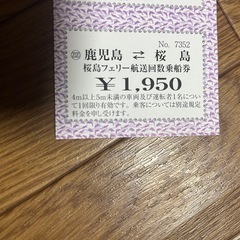 No. 7352
鹿児島 ⇄ 桜島
桜島フェリー航送回数乗船券
¥1,950
4m以上5m未満の車両及び運転者1名につい
て1回限り有効です。乗客については別途規定
料金を申し受けます。